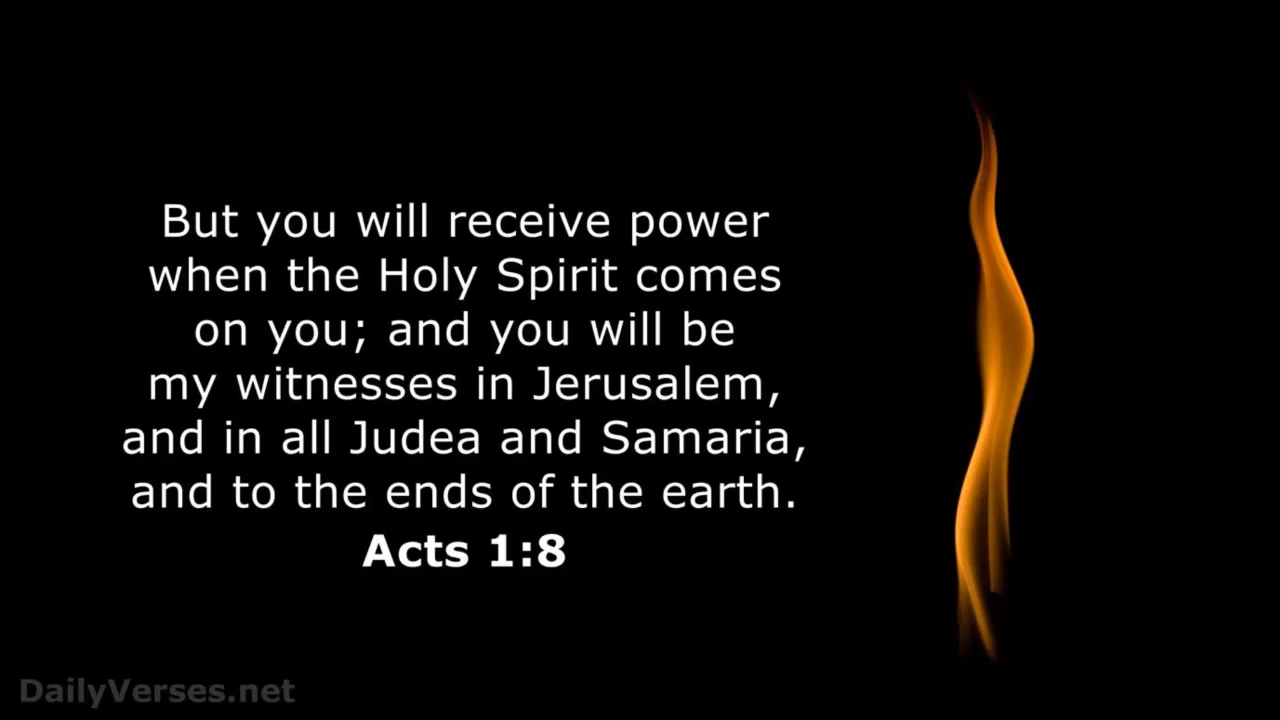 But you will receive power
when the Holy Spirit comes
on you; and you will be
my witnesses in Jerusalem,
and in all Judea and Samaria,
and to the ends of the earth.
Acts 1:8
DailyVerses.net